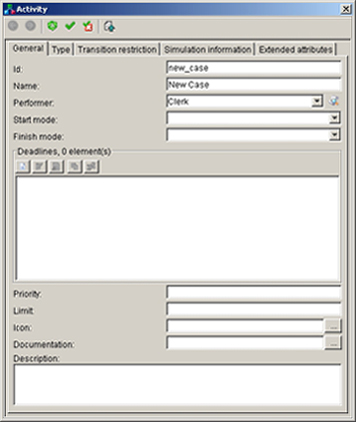 Activity
General Type Transition restriction Simulation information Extended attributes
Id: new_case
Name: New Case
Performer: Clerk
Start mode:
Finish mode:
Deadlines, 0 element(s)
Priority:
Limit:
Icon: ...
Documentation: ...
Description: